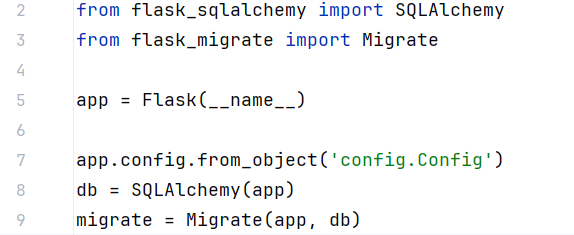 2 from flask_sqlalchemy import SQLAlchemy
3 from flask_migrate import Migrate
4
5 app = Flask(__name__)
6
7 app.config.from_object('config.Config')
8 db = SQLAlchemy(app)
9 migrate = Migrate(app, db)